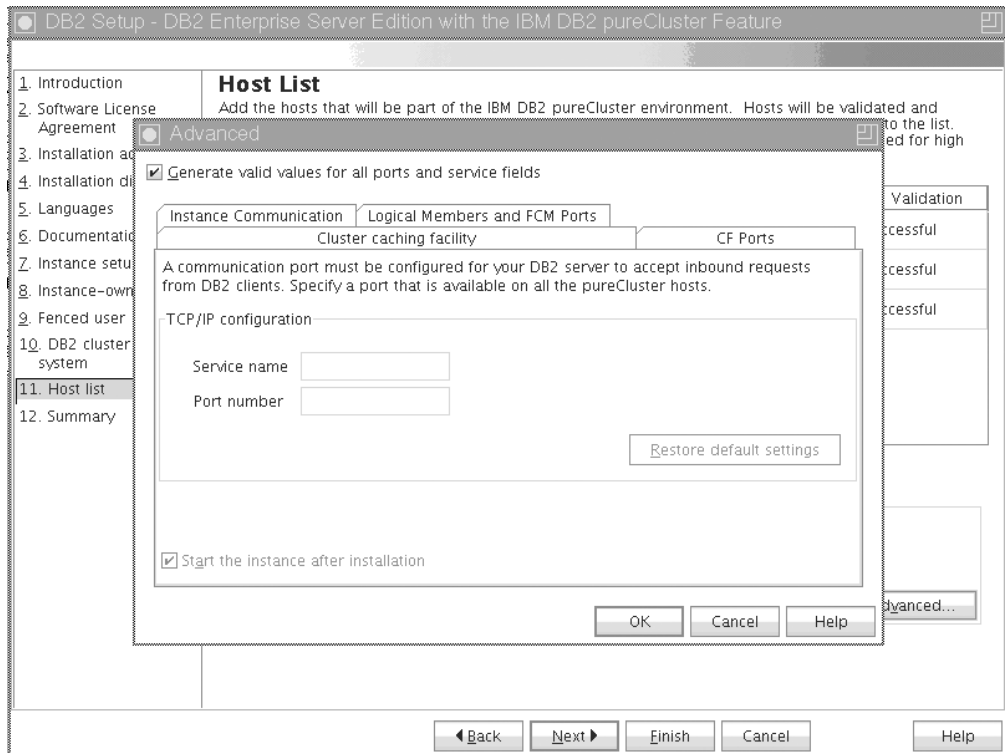 DB2 Setup - DB2 Enterprise Server Edition with the IBM DB2 pureCluster Feature
1. Introduction
2. Software License
Agreement
3. Installation ac
4. Installation di
5. Languages
6. Documentatio
7. Instance setu
8. Instance-own
9. Fenced user
10. DB2 cluster
system
11. Host list
12. Summary
Host List
Add the hosts that will be part of the IBM DB2 pureCluster environment. Hosts will be validated and
to the list.
ed for high
Validation
ccessful
ccessful
ccessful
dvanced...
Advanced
Generate valid values for all ports and service fields
Instance Communication
Logical Members and FCM Ports
Cluster caching facility
CF Ports
A communication port must be configured for your DB2 server to accept inbound requests
from DB2 clients. Specify a port that is available on all the pureCluster hosts.
TCP/IP configuration
Service name
Port number
Restore default settings
Start the instance after installation
OK
Cancel
Help
Back
Next
Finish
Cancel
Help